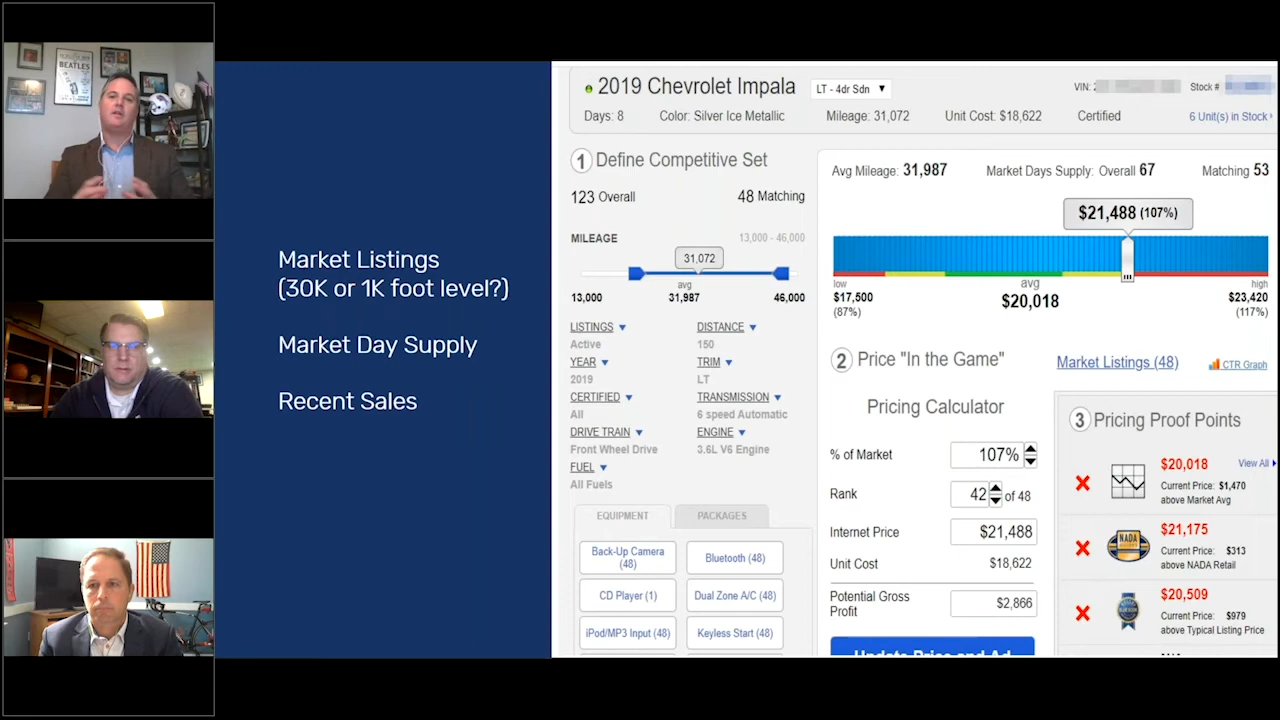 BEATLES
Market Listings
(30K or 1K foot level?)
Market Day Supply
Recent Sales
2019 Chevrolet Impala
LT - 4dr Sdn ▼
VIN: 2
Stock #
Days: 8
Color: Silver Ice Metallic
Mileage: 31,072
Unit Cost: $18,622
Certified
6 Unit(s) in Stock
1 Define Competitive Set
123 Overall
48 Matching
MILEAGE
13,000 - 46,000
31,072
avg
13,000
31,987
46,000
LISTINGS ▼
DISTANCE ▼
Active
150
YEAR ▼
TRIM ▼
2019
LT
CERTIFIED ▼
TRANSMISSION ▼
All
6 speed Automatic
DRIVE TRAIN ▼
ENGINE ▼
Front Wheel Drive
3.6L V6 Engine
FUEL ▼
All Fuels
EQUIPMENT
PACKAGES
Back-Up Camera
(48)
Bluetooth (48)
CD Player (1)
Dual Zone A/C (48)
iPod/MP3 Input (48)
Keyless Start (48)
Avg Mileage: 31,987
Market Days Supply: Overall 67
Matching 53
$21,488 (107%)
low
avg
high
$17,500
$20,018
$23,420
(87%)
(117%)
2 Price "In the Game"
Market Listings (48)
CTR Graph
Pricing Calculator
% of Market
107%
Rank
42 of 48
Internet Price
$21,488
Unit Cost
$18,622
Potential Gross
Profit
$2,866
Update Price and Ad
3 Pricing Proof Points
$20,018
View All
Current Price: $1,470
above Market Avg
NADA
$21,175
Current Price: $313
above NADA Retail
$20,509
Current Price: $979
above Typical Listing Price